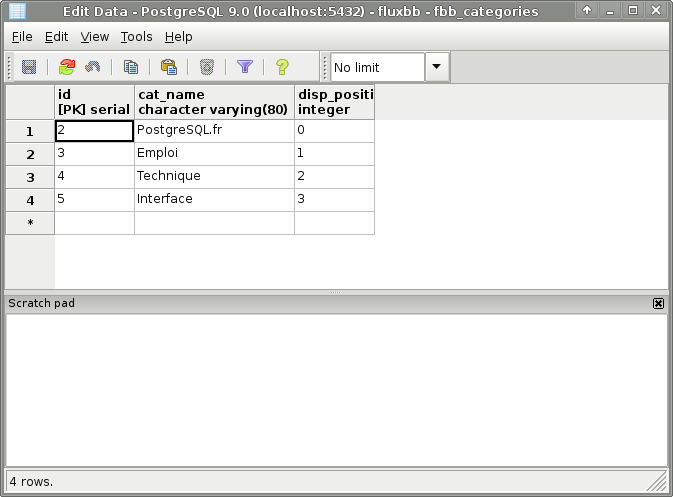 Edit Data - PostgreSQL 9.0 (localhost:5432) - fluxbb - fbb_categories
File Edit View Tools Help
No limit
id cat_name disp_positi
[PK] serial character varying(80) integer
1 2 PostgreSQL.fr 0
2 3 Emploi 1
3 4 Technique 2
4 5 Interface 3
*
Scratch pad
4 rows.